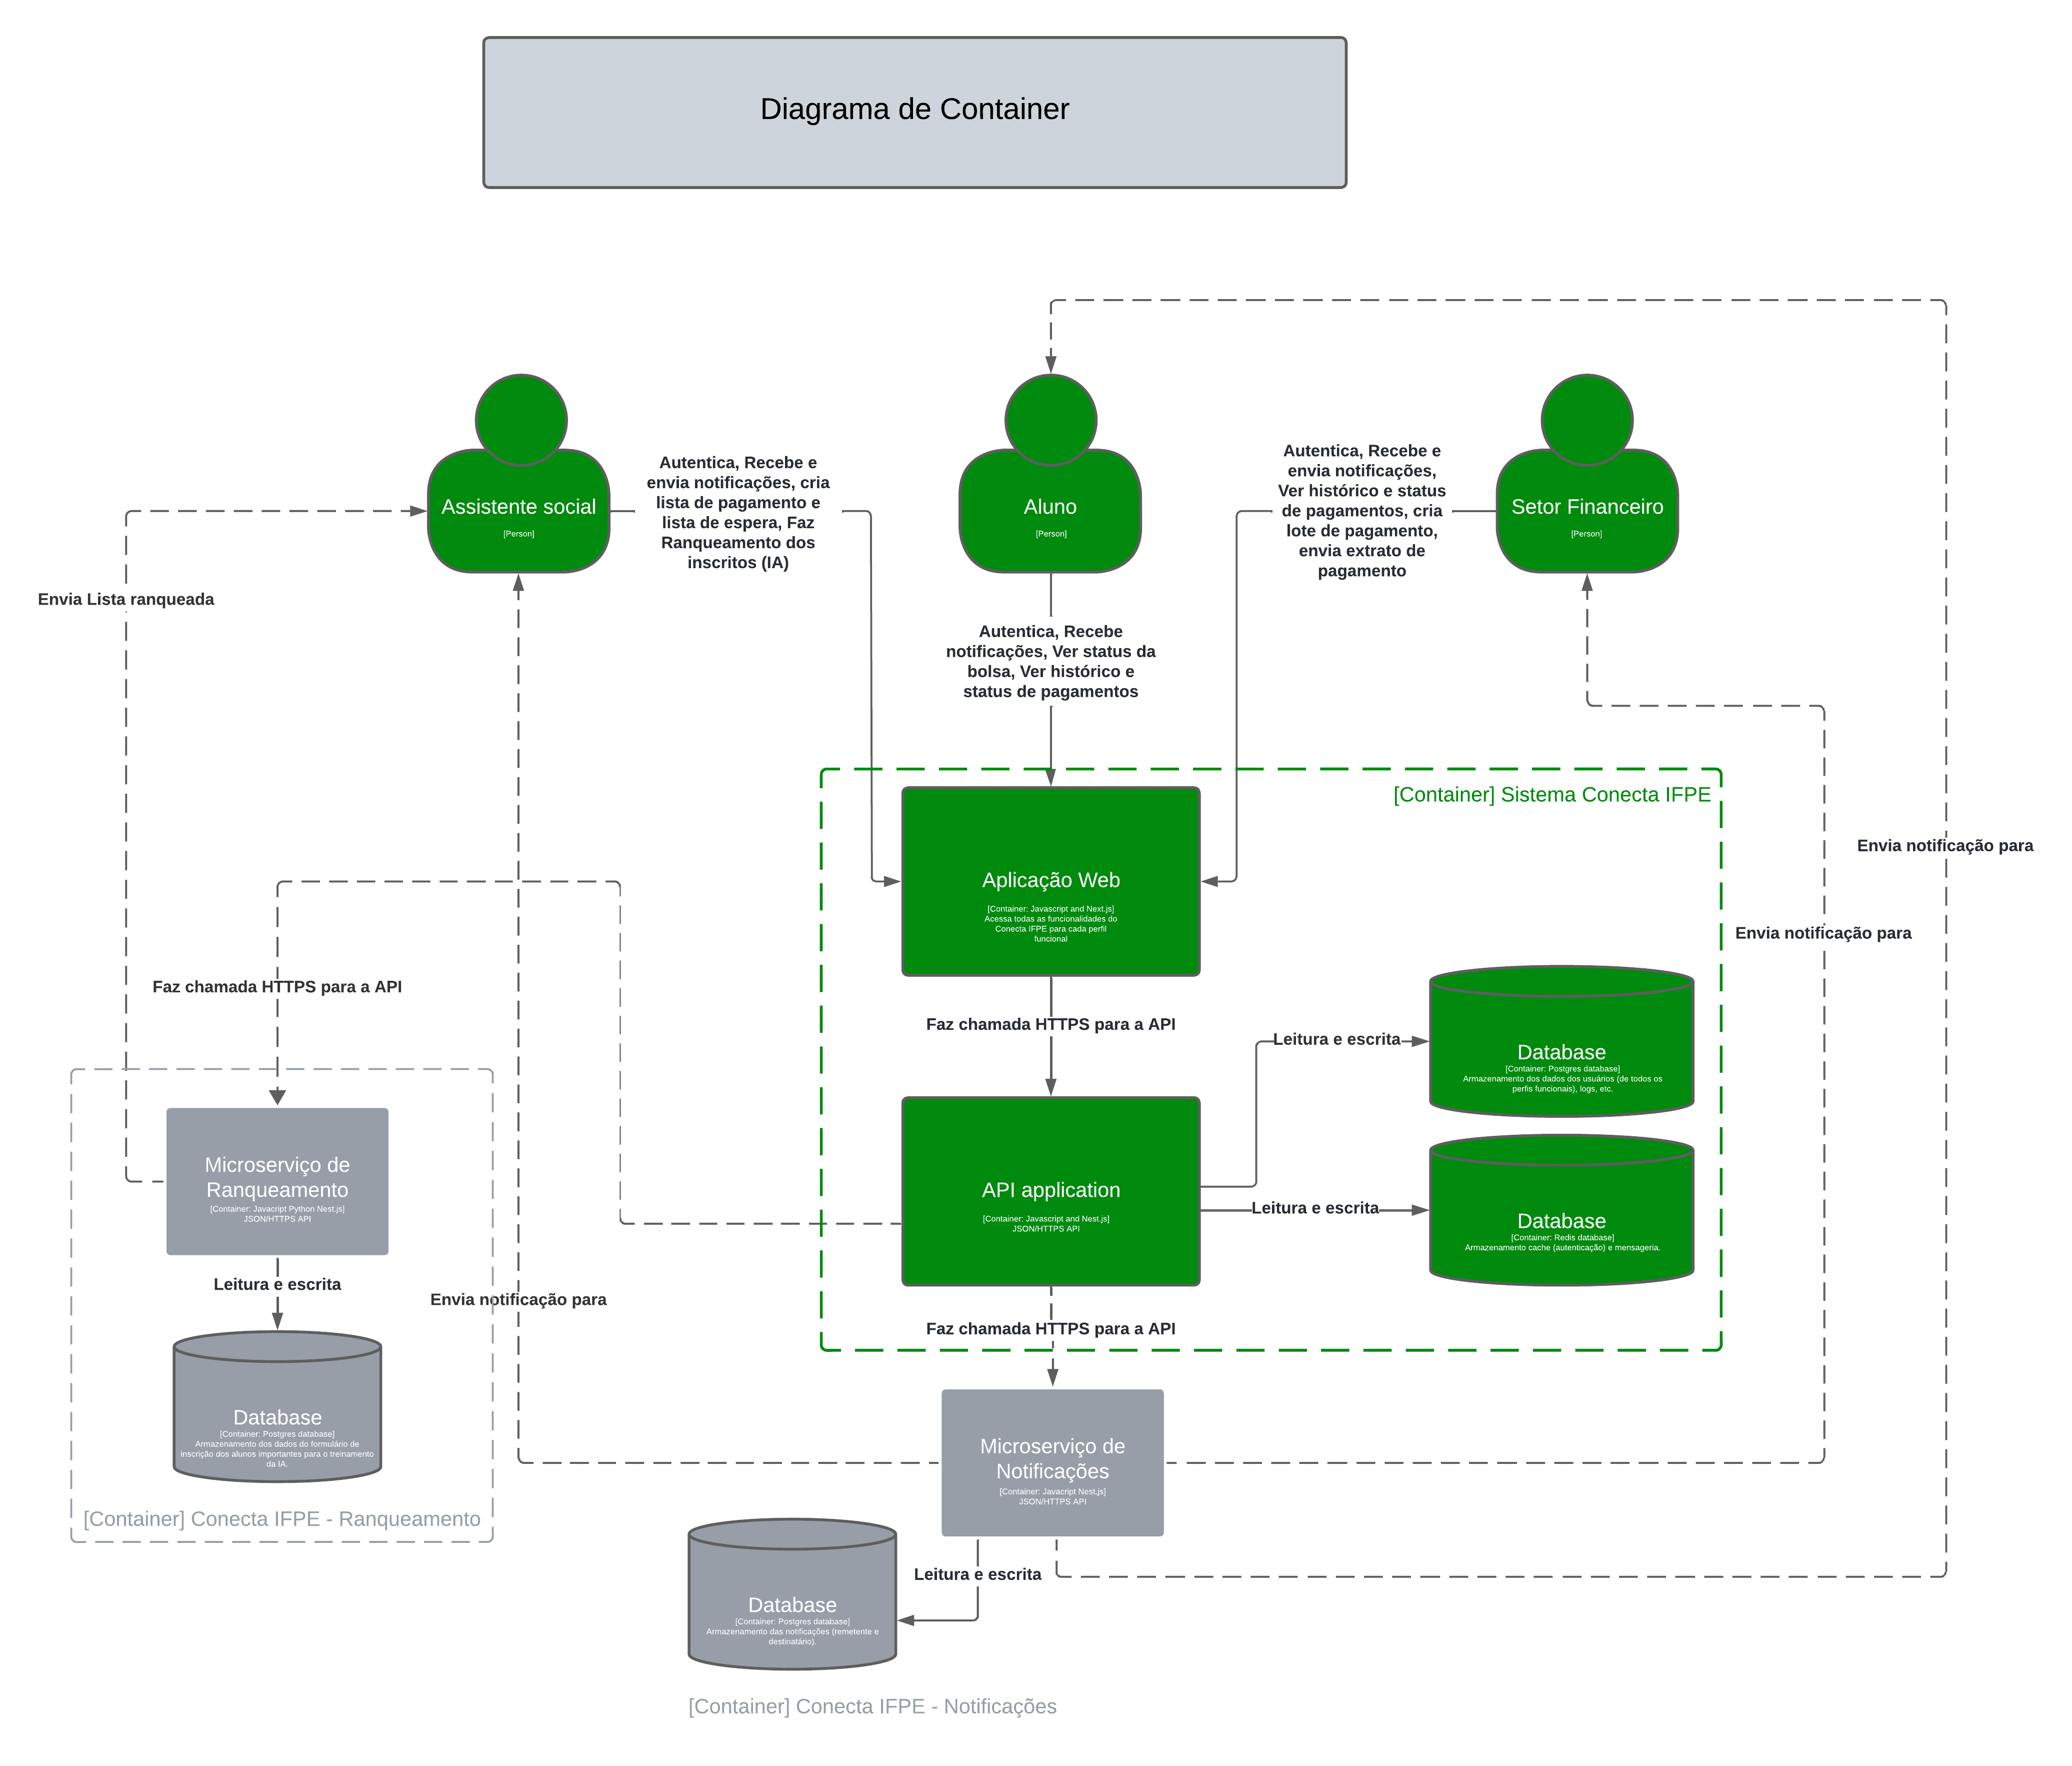 Diagrama de Container
Assistente social
[Person]
Autentica, Recebe e
envia notificações, cria
lista de pagamento e
lista de espera, Faz
Ranqueamento dos
inscritos (IA)
Aluno
[Person]
Autentica, Recebe e
envia notificações,
Ver histórico e status
de pagamentos, cria
lote de pagamento,
envia extrato de
pagamento
Setor Financeiro
[Person]
Envia Lista ranqueada
Autentica, Recebe
notificações, Ver status da
bolsa, Ver histórico e
status de pagamentos
[Container] Sistema Conecta IFPE
Envia notificação para
Aplicação Web
[Container: Javascript and Next.js]
Acessa todas as funcionalidades do
Conecta IFPE para cada perfil
funcional
Envia notificação para
Faz chamada HTTPS para a API
Faz chamada HTTPS para a API
Leitura e escrita
Database
[Container: Postgres database]
Armazenamento dos dados dos usuários (de todos os
perfis funcionais), logs, etc.
Microserviço de
Ranqueamento
[Container: Javacript Python Nest.js]
JSON/HTTPS API
API application
[Container: Javascript and Nest.js]
JSON/HTTPS API
Leitura e escrita
Database
[Container: Redis database]
Armazenamento cache (autenticação) e mensageria.
Leitura e escrita
Envia notificação para
Faz chamada HTTPS para a API
Database
[Container: Postgres database]
Armazenamento dos dados do formulário de
inscrição dos alunos importantes para o treinamento
da IA.
[Container] Conecta IFPE - Ranqueamento
Microserviço de
Notificações
[Container: Javacript Nest.js]
JSON/HTTPS API
Leitura e escrita
Database
[Container: Postgres database]
Armazenamento das notificações (remetente e
destinatário).
[Container] Conecta IFPE - Notificações